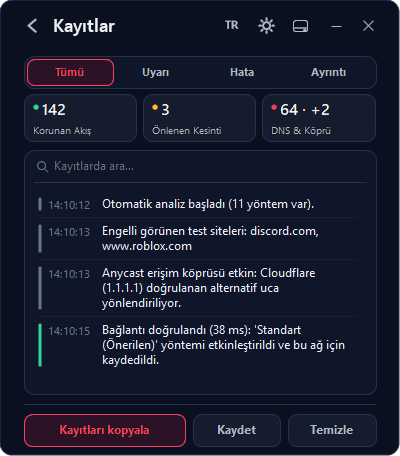 Kayıtlar TR
Tümü Uyarı Hata Ayrıntı
142 3 64 · +2
Korunan Akış Önlenen Kesinti DNS & Köprü
Kayıtlarda ara...
14:10:12 Otomatik analiz başladı (11 yöntem var).
14:10:13 Engelli görünen test siteleri: discord.com,
www.roblox.com
14:10:13 Anycast erişim köprüsü etkin: Cloudflare
(1.1.1.1) doğrulanan alternatif uca
yönlendiriliyor.
14:10:15 Bağlantı doğrulandı (38 ms): 'Standart
(Önerilen)' yöntemi etkinleştirildi ve bu ağ için
kaydedildi.
Kayıtları kopyala Kaydet Temizle